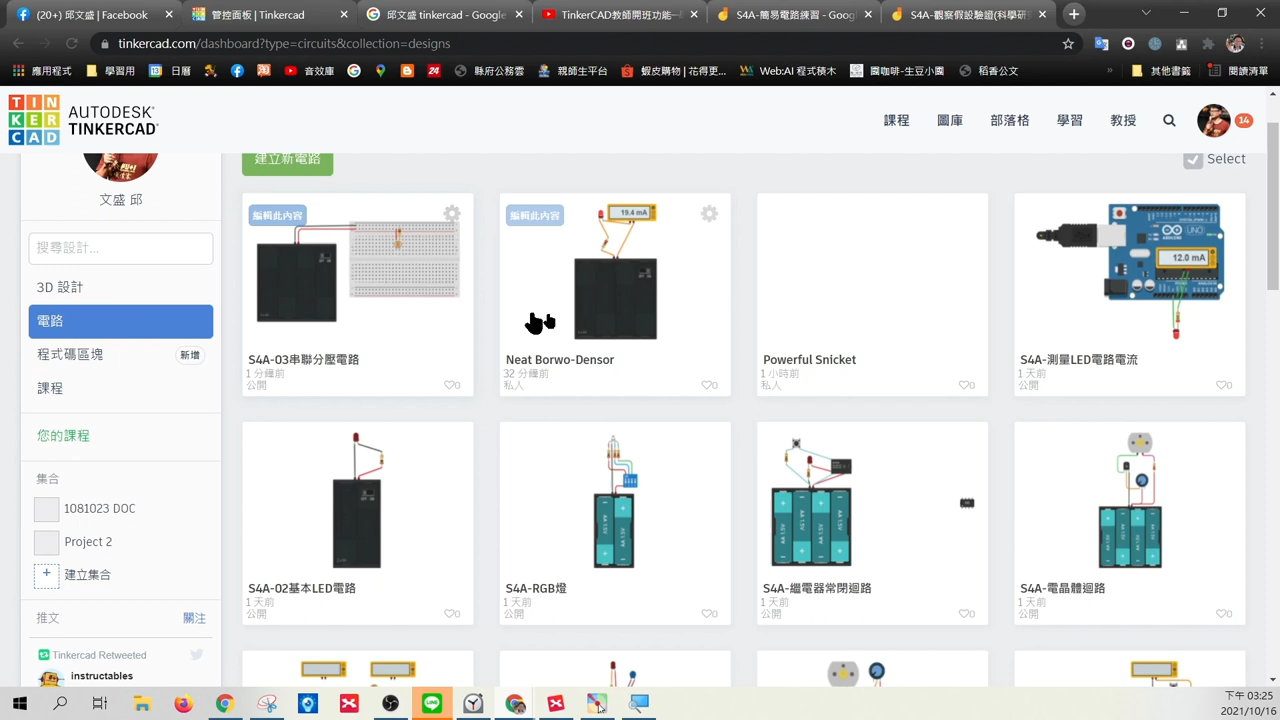 (20+) 台中 | Facebook
管控面板 | Tinkercad
邱文盛 tinkercad - Google
TinkerCAD教師開班功能一
S4A-簡易電路練習 - Goog
S4A-觀察假設驗證(科學研
tinkercad.com/dashboard?type=circuits&collection=designs
應用程式
學習用
日曆
音效庫
縣府公雲雲
親師生平台
蝦皮購物 | 花得更...
Web:AI 程式積木
國咖啡-生豆小園
稻香公文
»
其他書籤
閱讀清單
TINKERCAD
AUTODESK
TINKERCAD
課程
圖庫
部落格
學習
教授
14
文盛 邱
搜尋設計...
3D 設計
電路
程式碼區塊
新增
課程
您的課程
集合
1081023 DOC
Project 2
建立集合
推文
關注
Tinkercad Retweeted
instructables
建立新電路
Select
編輯此內容
S4A-03串聯分壓電路
1 分鐘前
公開
0
編輯此內容
19.4 mA
Neat Borwo-Densor
32 分鐘前
私人
0
Powerful Snicket
1 小時前
私人
0
UNO
12.0 mA
S4A-測量LED電路電流
1 天前
公開
0
S4A-02基本LED電路
1 天前
公開
0
S4A-RGB燈
1 天前
公開
0
S4A-繼電器常閉迴路
1 天前
公開
0
S4A-電晶體迴路
1 天前
公開
0
下午 03:25
2021/10/16